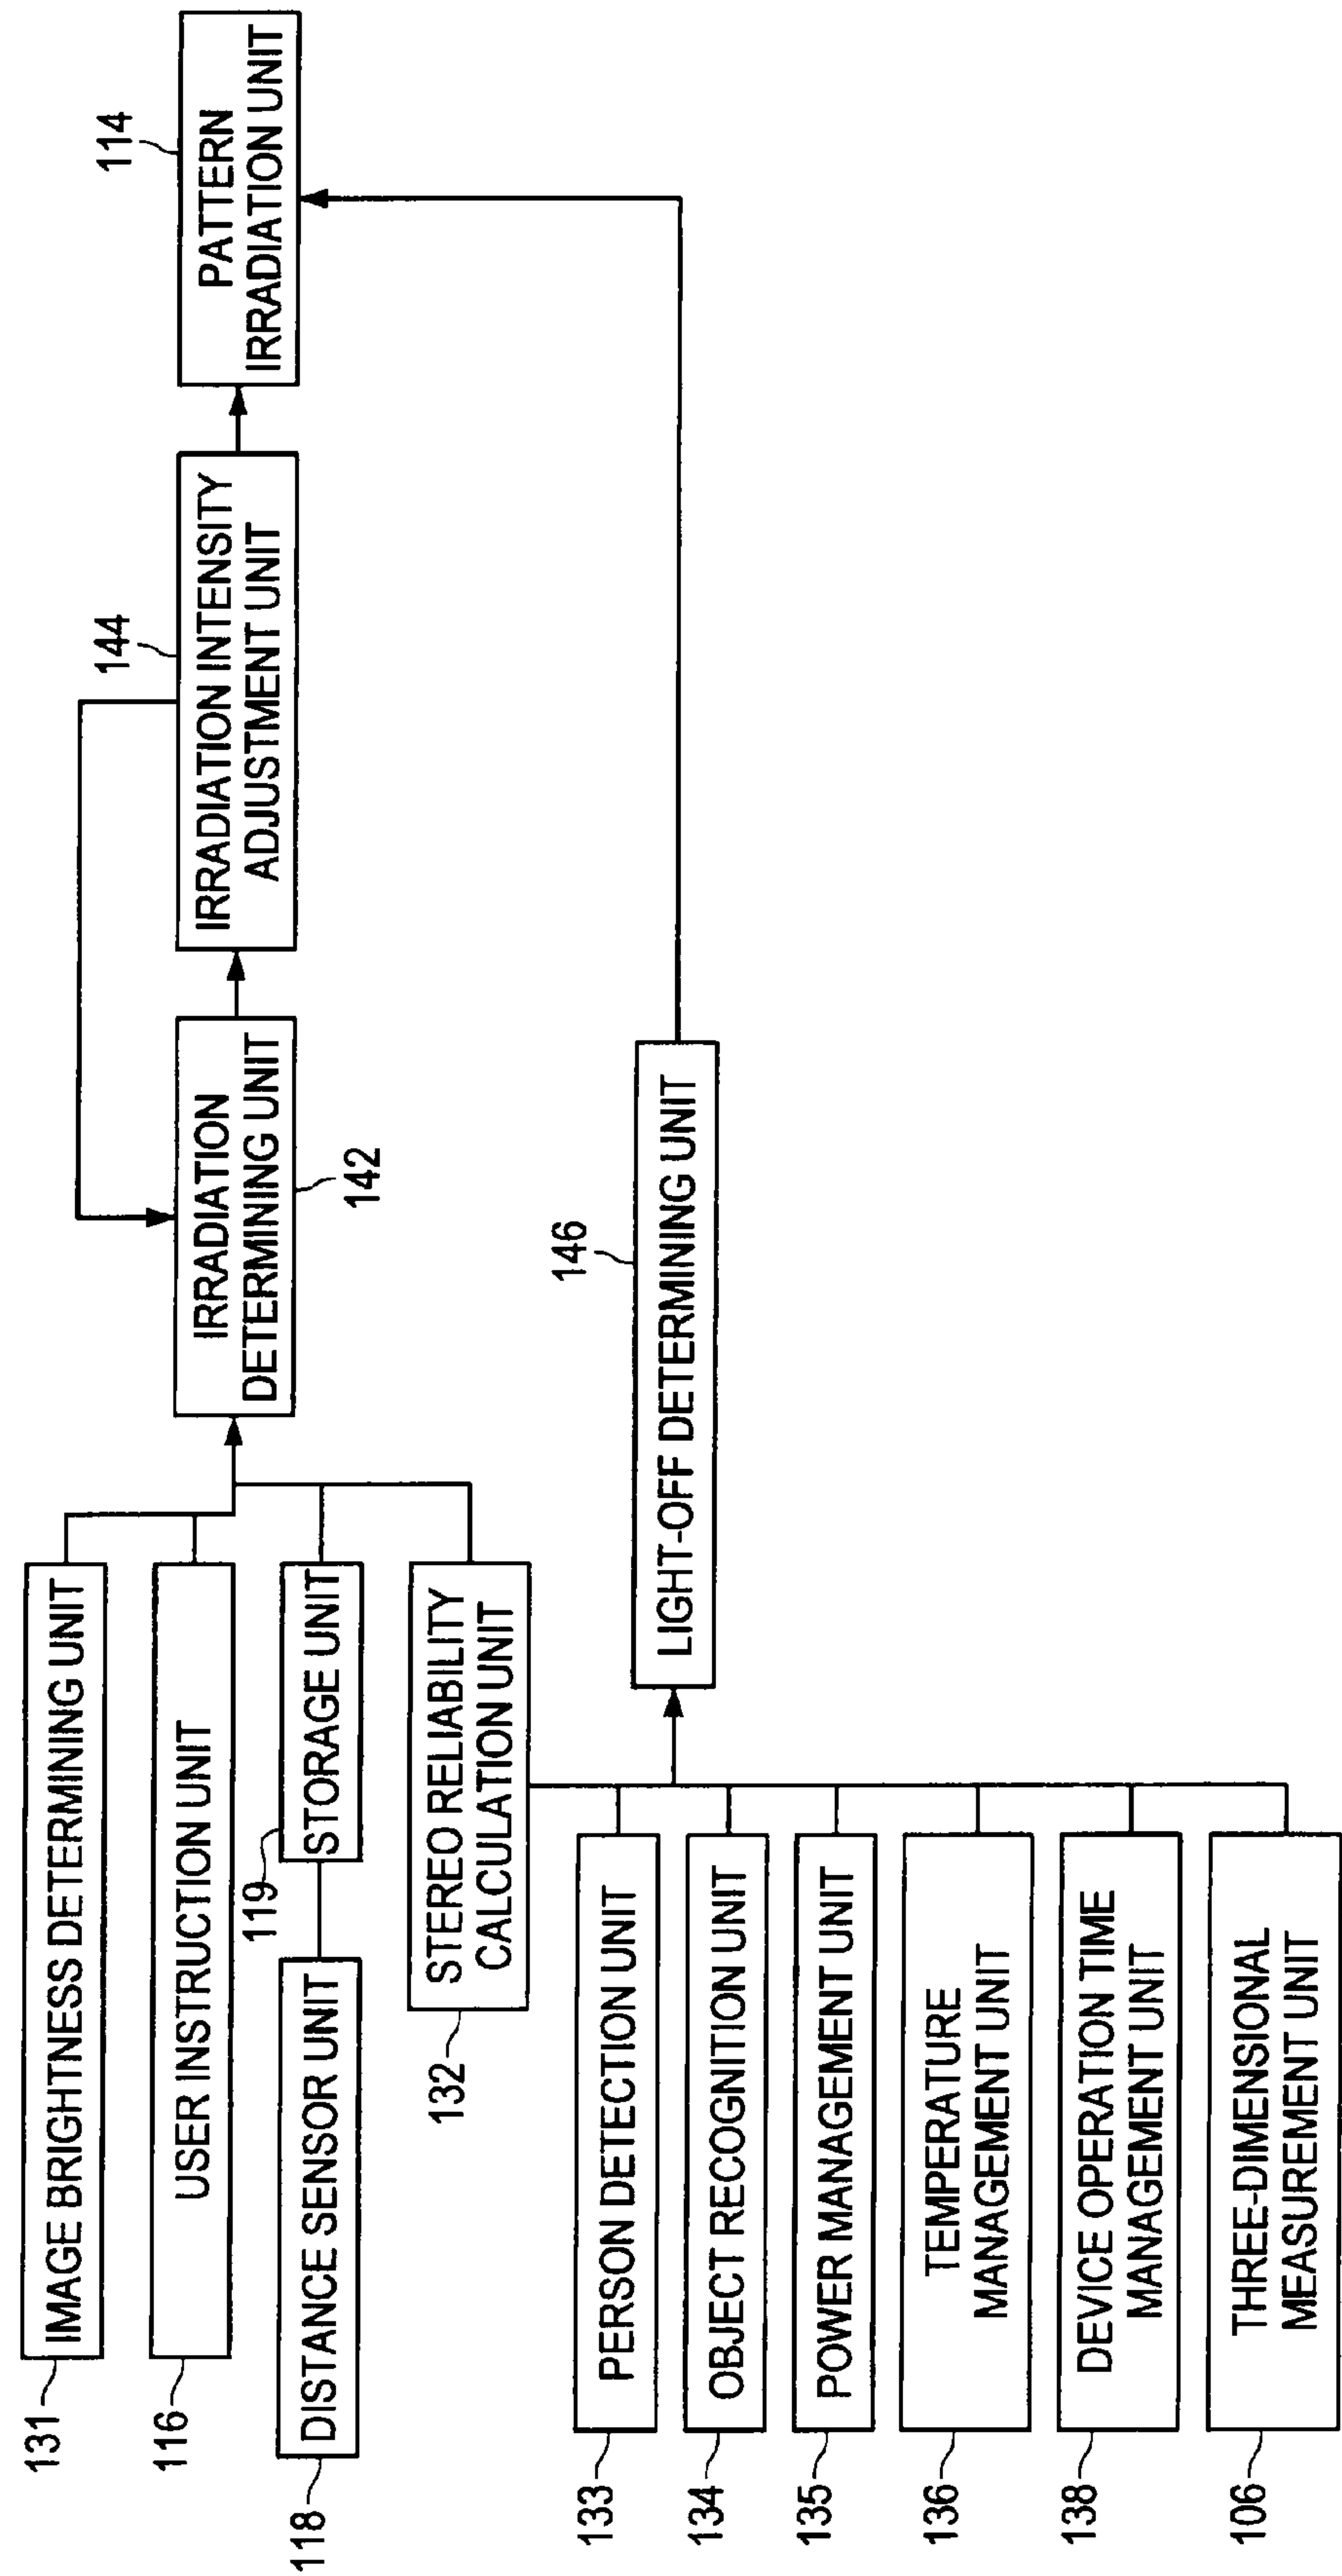 131
IMAGE BRIGHTNESS DETERMINING UNIT
116
USER INSTRUCTION UNIT
118
DISTANCE SENSOR UNIT
119
STORAGE UNIT
132
STEREO RELIABILITY
CALCULATION UNIT
IRRADIATION
DETERMINING UNIT
142
144
IRRADIATION INTENSITY
ADJUSTMENT UNIT
114
PATTERN
IRRADIATION UNIT
133
PERSON DETECTION UNIT
134
OBJECT RECOGNITION UNIT
135
POWER MANAGEMENT UNIT
136
TEMPERATURE
MANAGEMENT UNIT
138
DEVICE OPERATION TIME
MANAGEMENT UNIT
106
THREE-DIMENSIONAL
MEASUREMENT UNIT
146
LIGHT-OFF DETERMINING UNIT